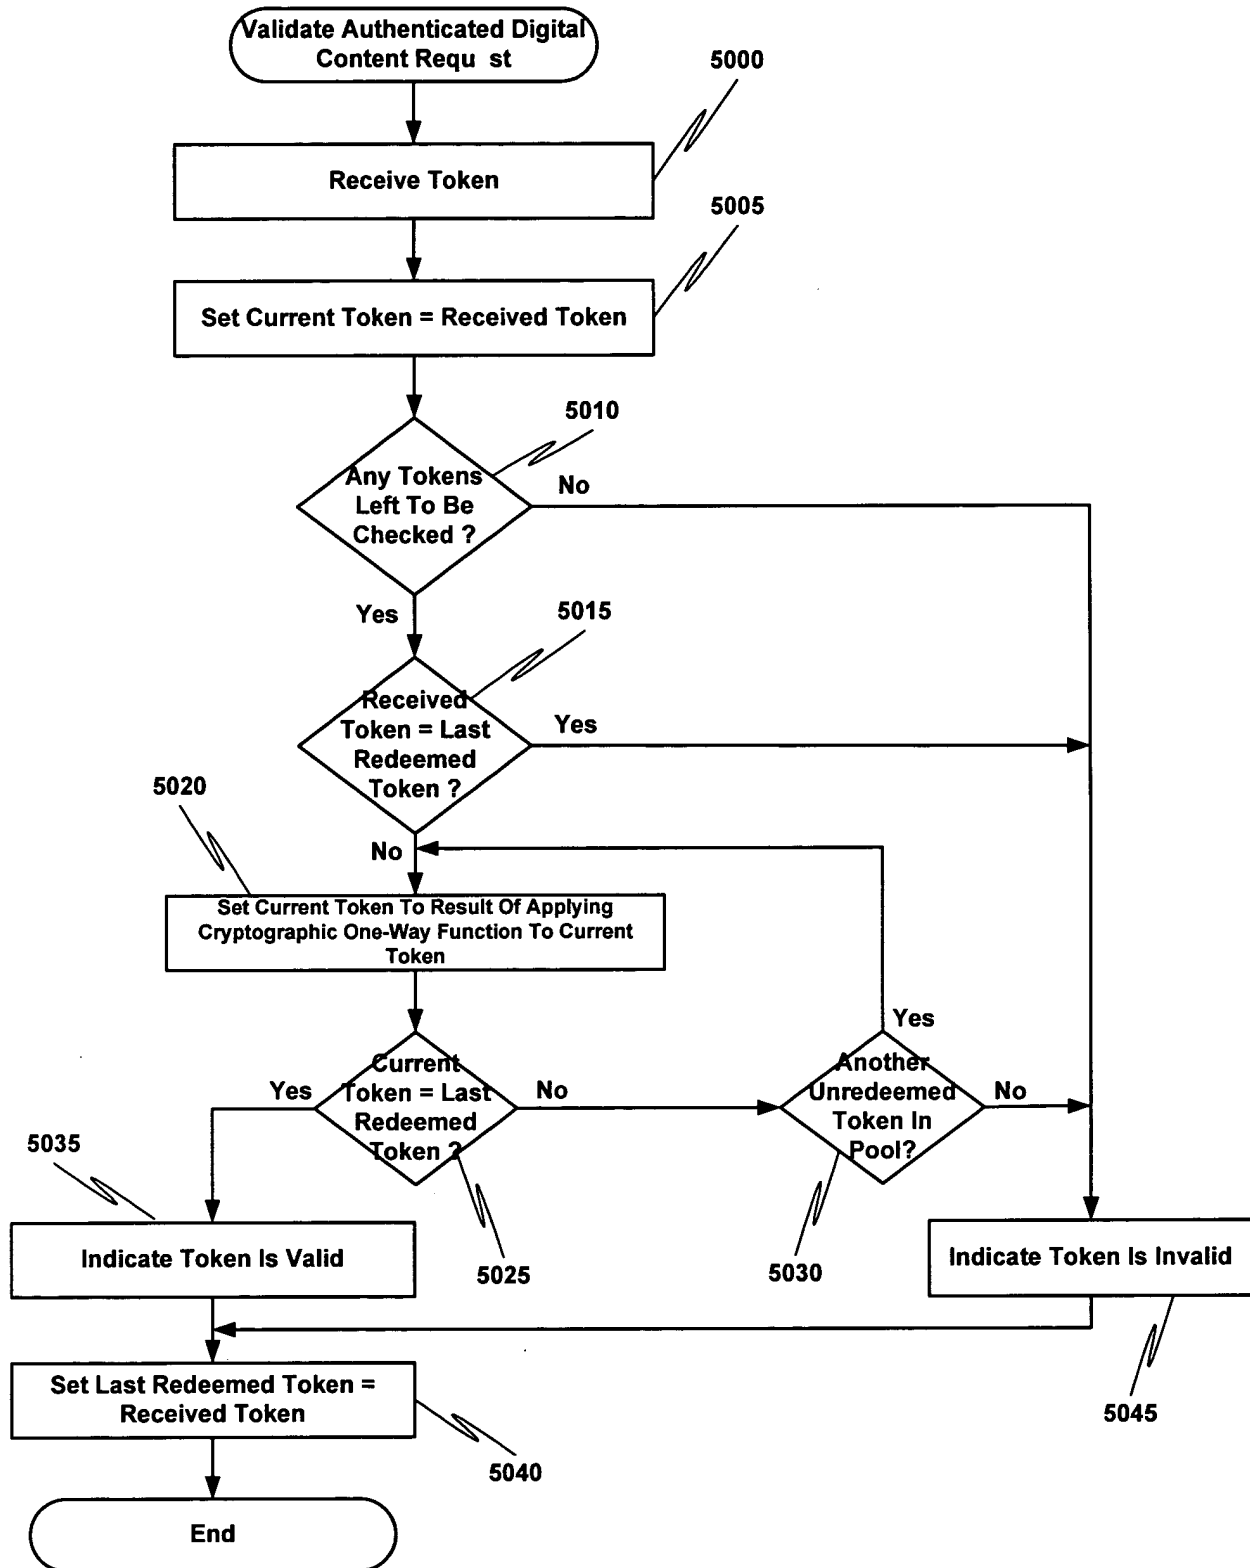 Validate Authenticated Digital
Content Requ st
5000
Receive Token
5005
Set Current Token = Received Token
5010
Any Tokens
Left To Be
Checked ?
No
Yes
5015
Received
Token = Last
Redeemed
Token ?
Yes
5020
No
Set Current Token To Result Of Applying
Cryptographic One-Way Function To Current
Token
Yes
Current
Token = Last
Redeemed
Token ?
Yes
No
Another
Unredeemed
Token In
Pool?
No
5035
Indicate Token Is Valid
5025
5030
Indicate Token Is Invalid
Set Last Redeemed Token =
Received Token
5045
5040
End